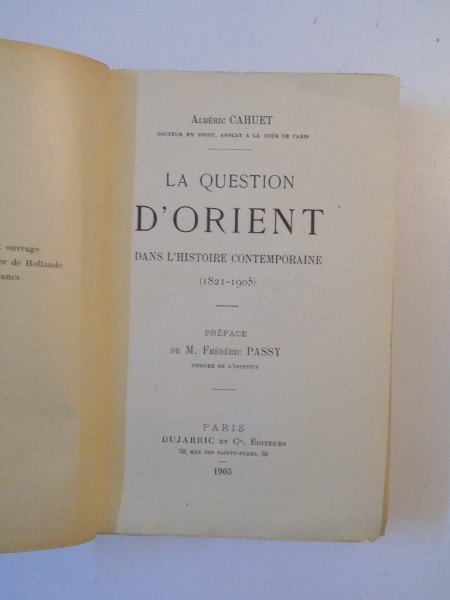 ouvrage
de Hollande
Albéric CAHUET
DOCTEUR EN DROIT, AVOCAT A LA COUR DE PARIS
LA QUESTION
D'ORIENT
DANS L'HISTOIRE CONTEMPORAINE
(1821-1905)
PRÉFACE
DE M. Frédéric PASSY
MEMBRE DE L'INSTITUT
PARIS
DUJARRIC ET Cie, Éditeurs
50, RUE DES SAINTS-PÈRES, 50
1905